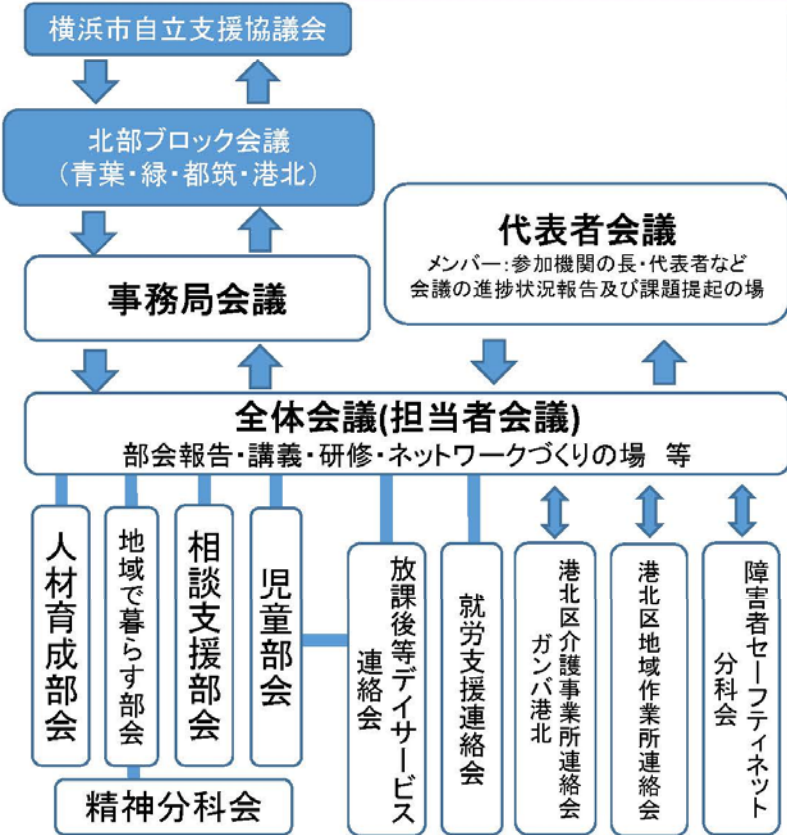 横浜市自立支援協議会
北部ブロック会議
（青葉・緑・都筑・港北）
代表者会議
メンバー：参加機関の長・代表者など
会議の進捗状況報告及び課題提起の場
事務局会議
全体会議(担当者会議)
部会報告・講義・研修・ネットワークづくりの場 等
人材育成部会
地域で暮らす部会
相談支援部会
児童部会
放課後等デイサービス
連絡会
就労支援連絡会
港北区介護事業所連絡会
ガンバ港北
港北区地域作業所連絡会
障害者セーフティネット
分科会
精神分科会